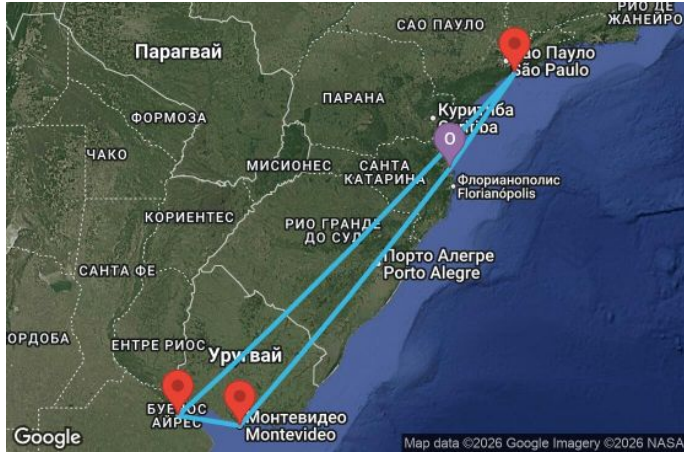 САО ПАУЛО
РИО ДЕ
ЖАНЕЙРО
Парагвай
Пауло
São Paulo
ФОРМОЗА
ПАРАНА
Куритиба
Curitiba
O
ЧАКО
МИСИОНЕС
САНТА
КАТАРИНА
Флорианополис
Florianópolis
КОРИЕНТЕС
РИО ГРАНДЕ
ДО СУЛ
Порто Алегре
Porto Alegre
САНТА ФЕ
ОРДОБА
ЕНТРЕ РИОС
Уругвай
БУЕНОС
АЙРЕС
Монтевидео
Montevideo
Google
Map data ©2026 Google Imagery ©2026 NASA